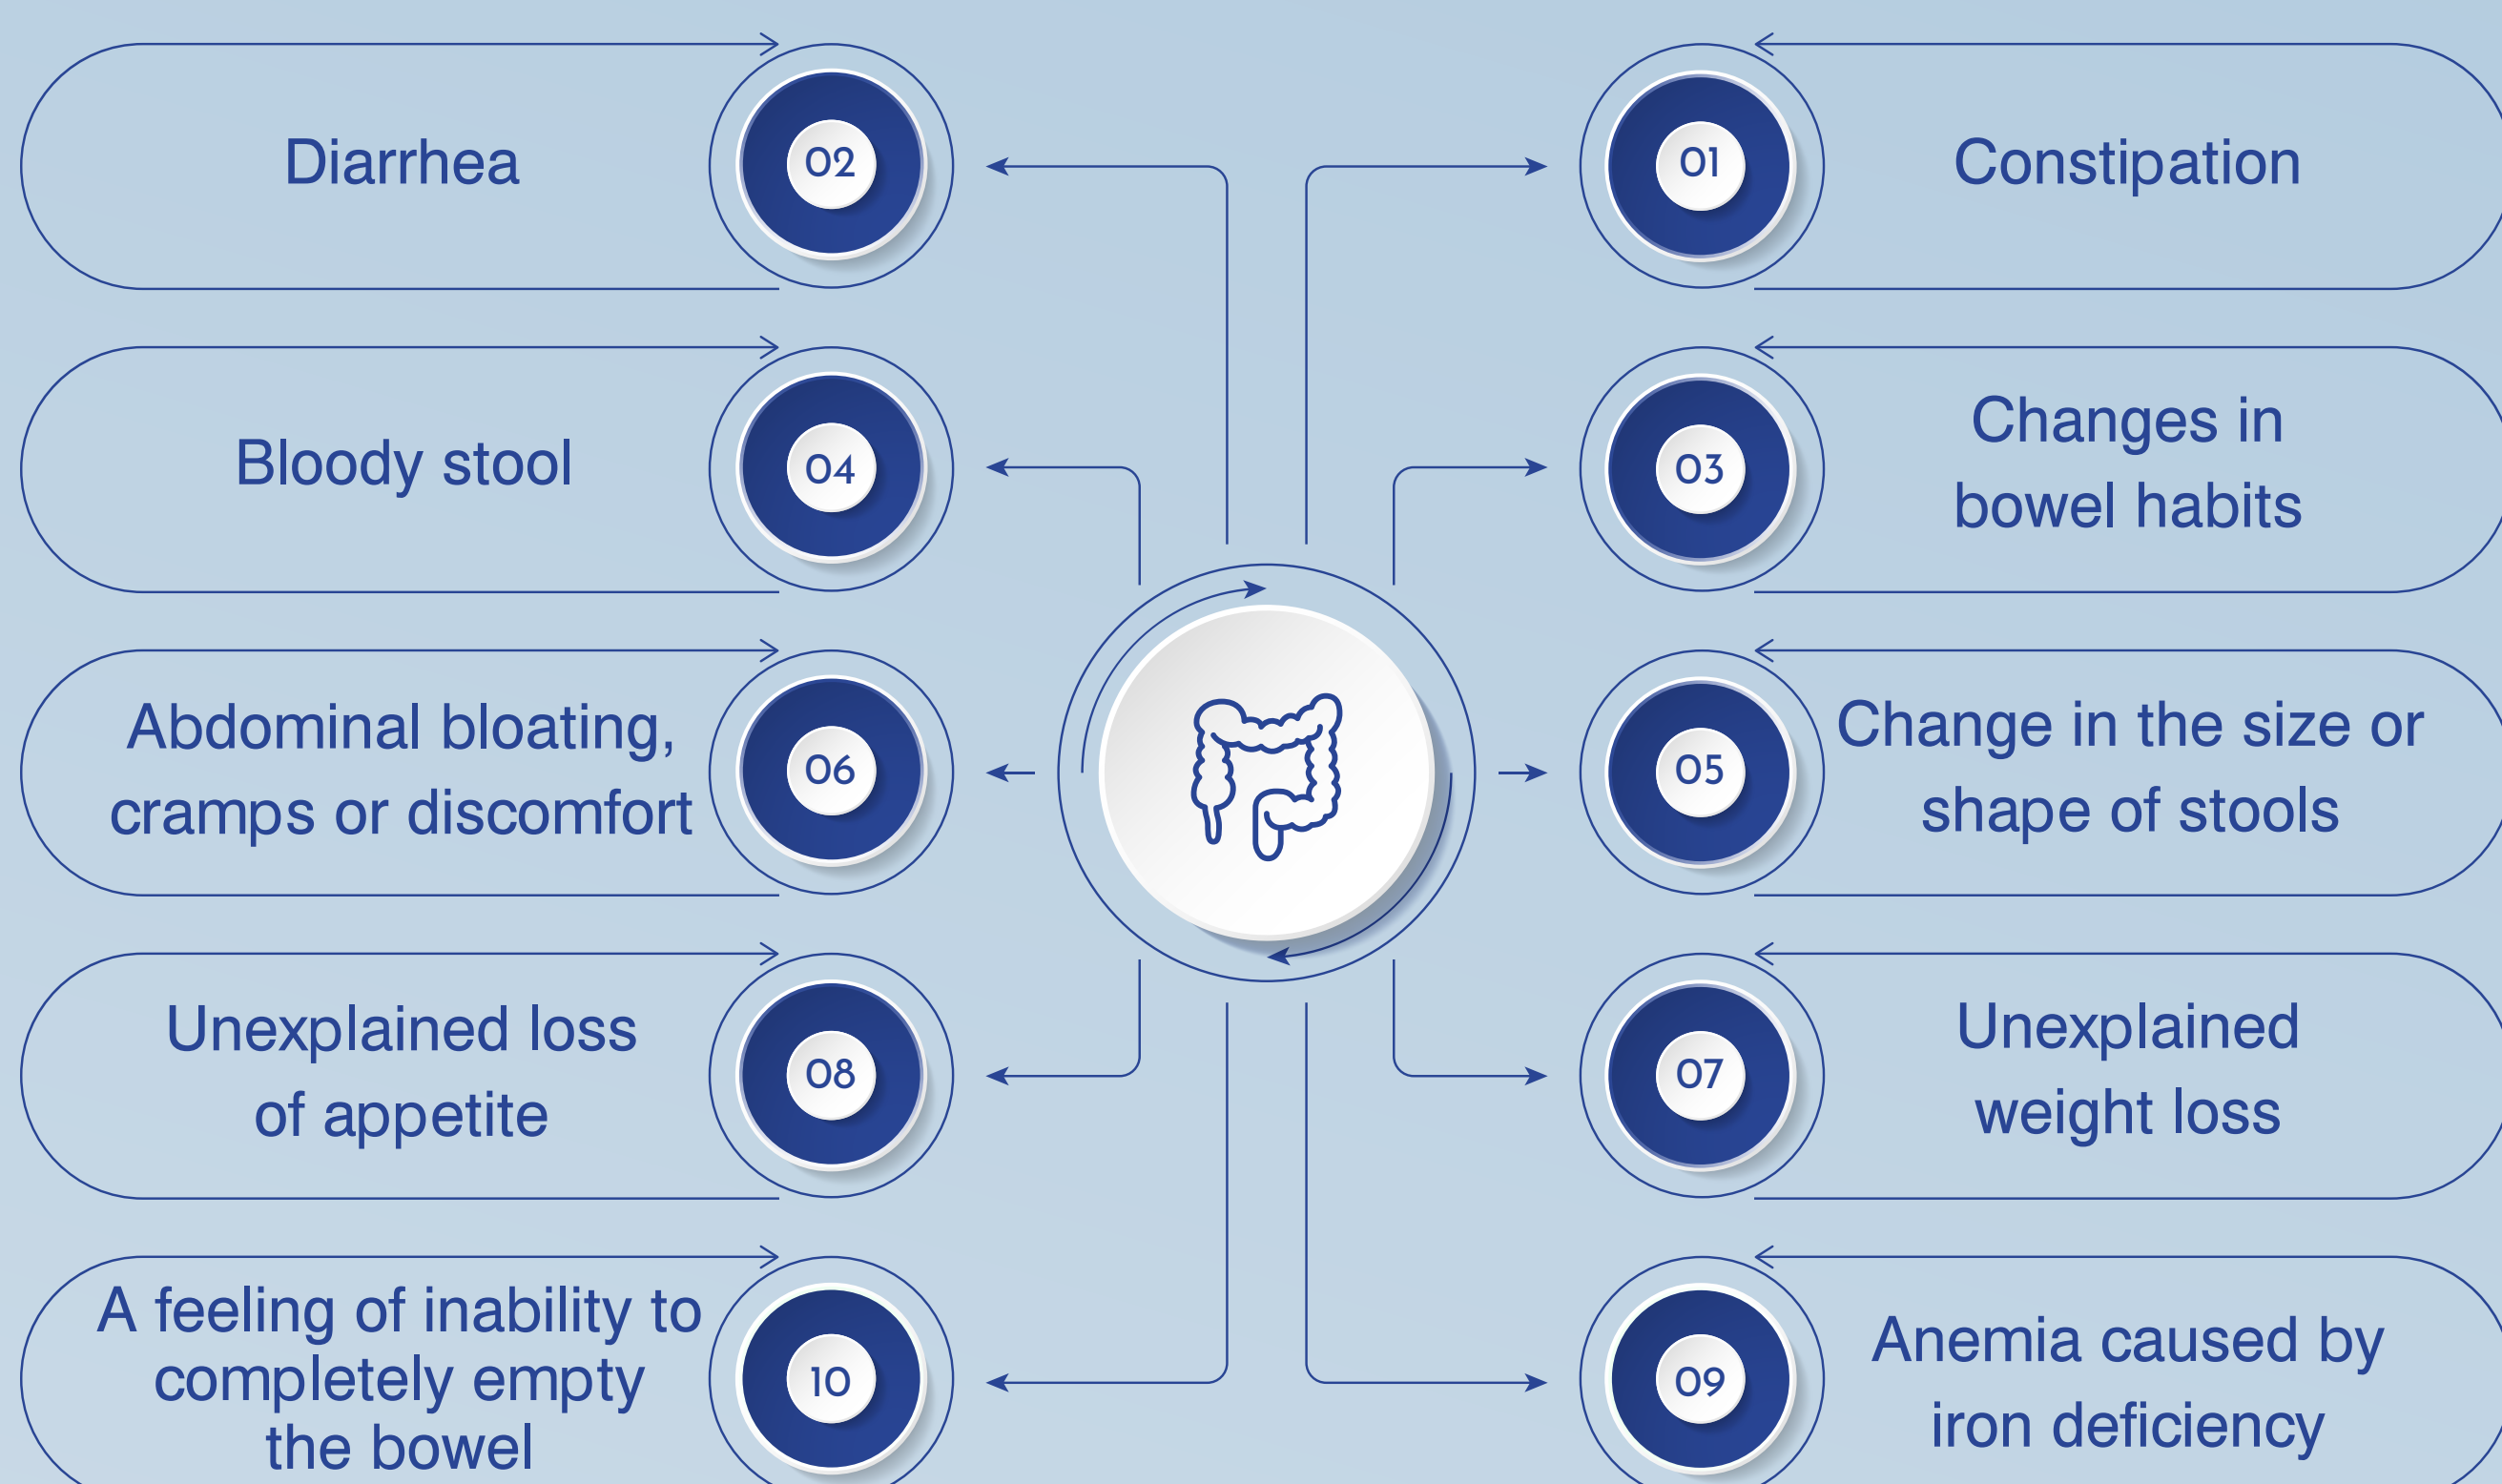 Diarrhea
02
01
Constipation
Bloody stool
04
03
Changes in
bowel habits
Abdominal bloating,
cramps or discomfort
06
05
Change in the size or
shape of stools
Unexplained loss
of appetite
08
07
Unexplained
weight loss
A feeling of inability to
completely empty
the bowel
10
09
Anemia caused by
iron deficiency